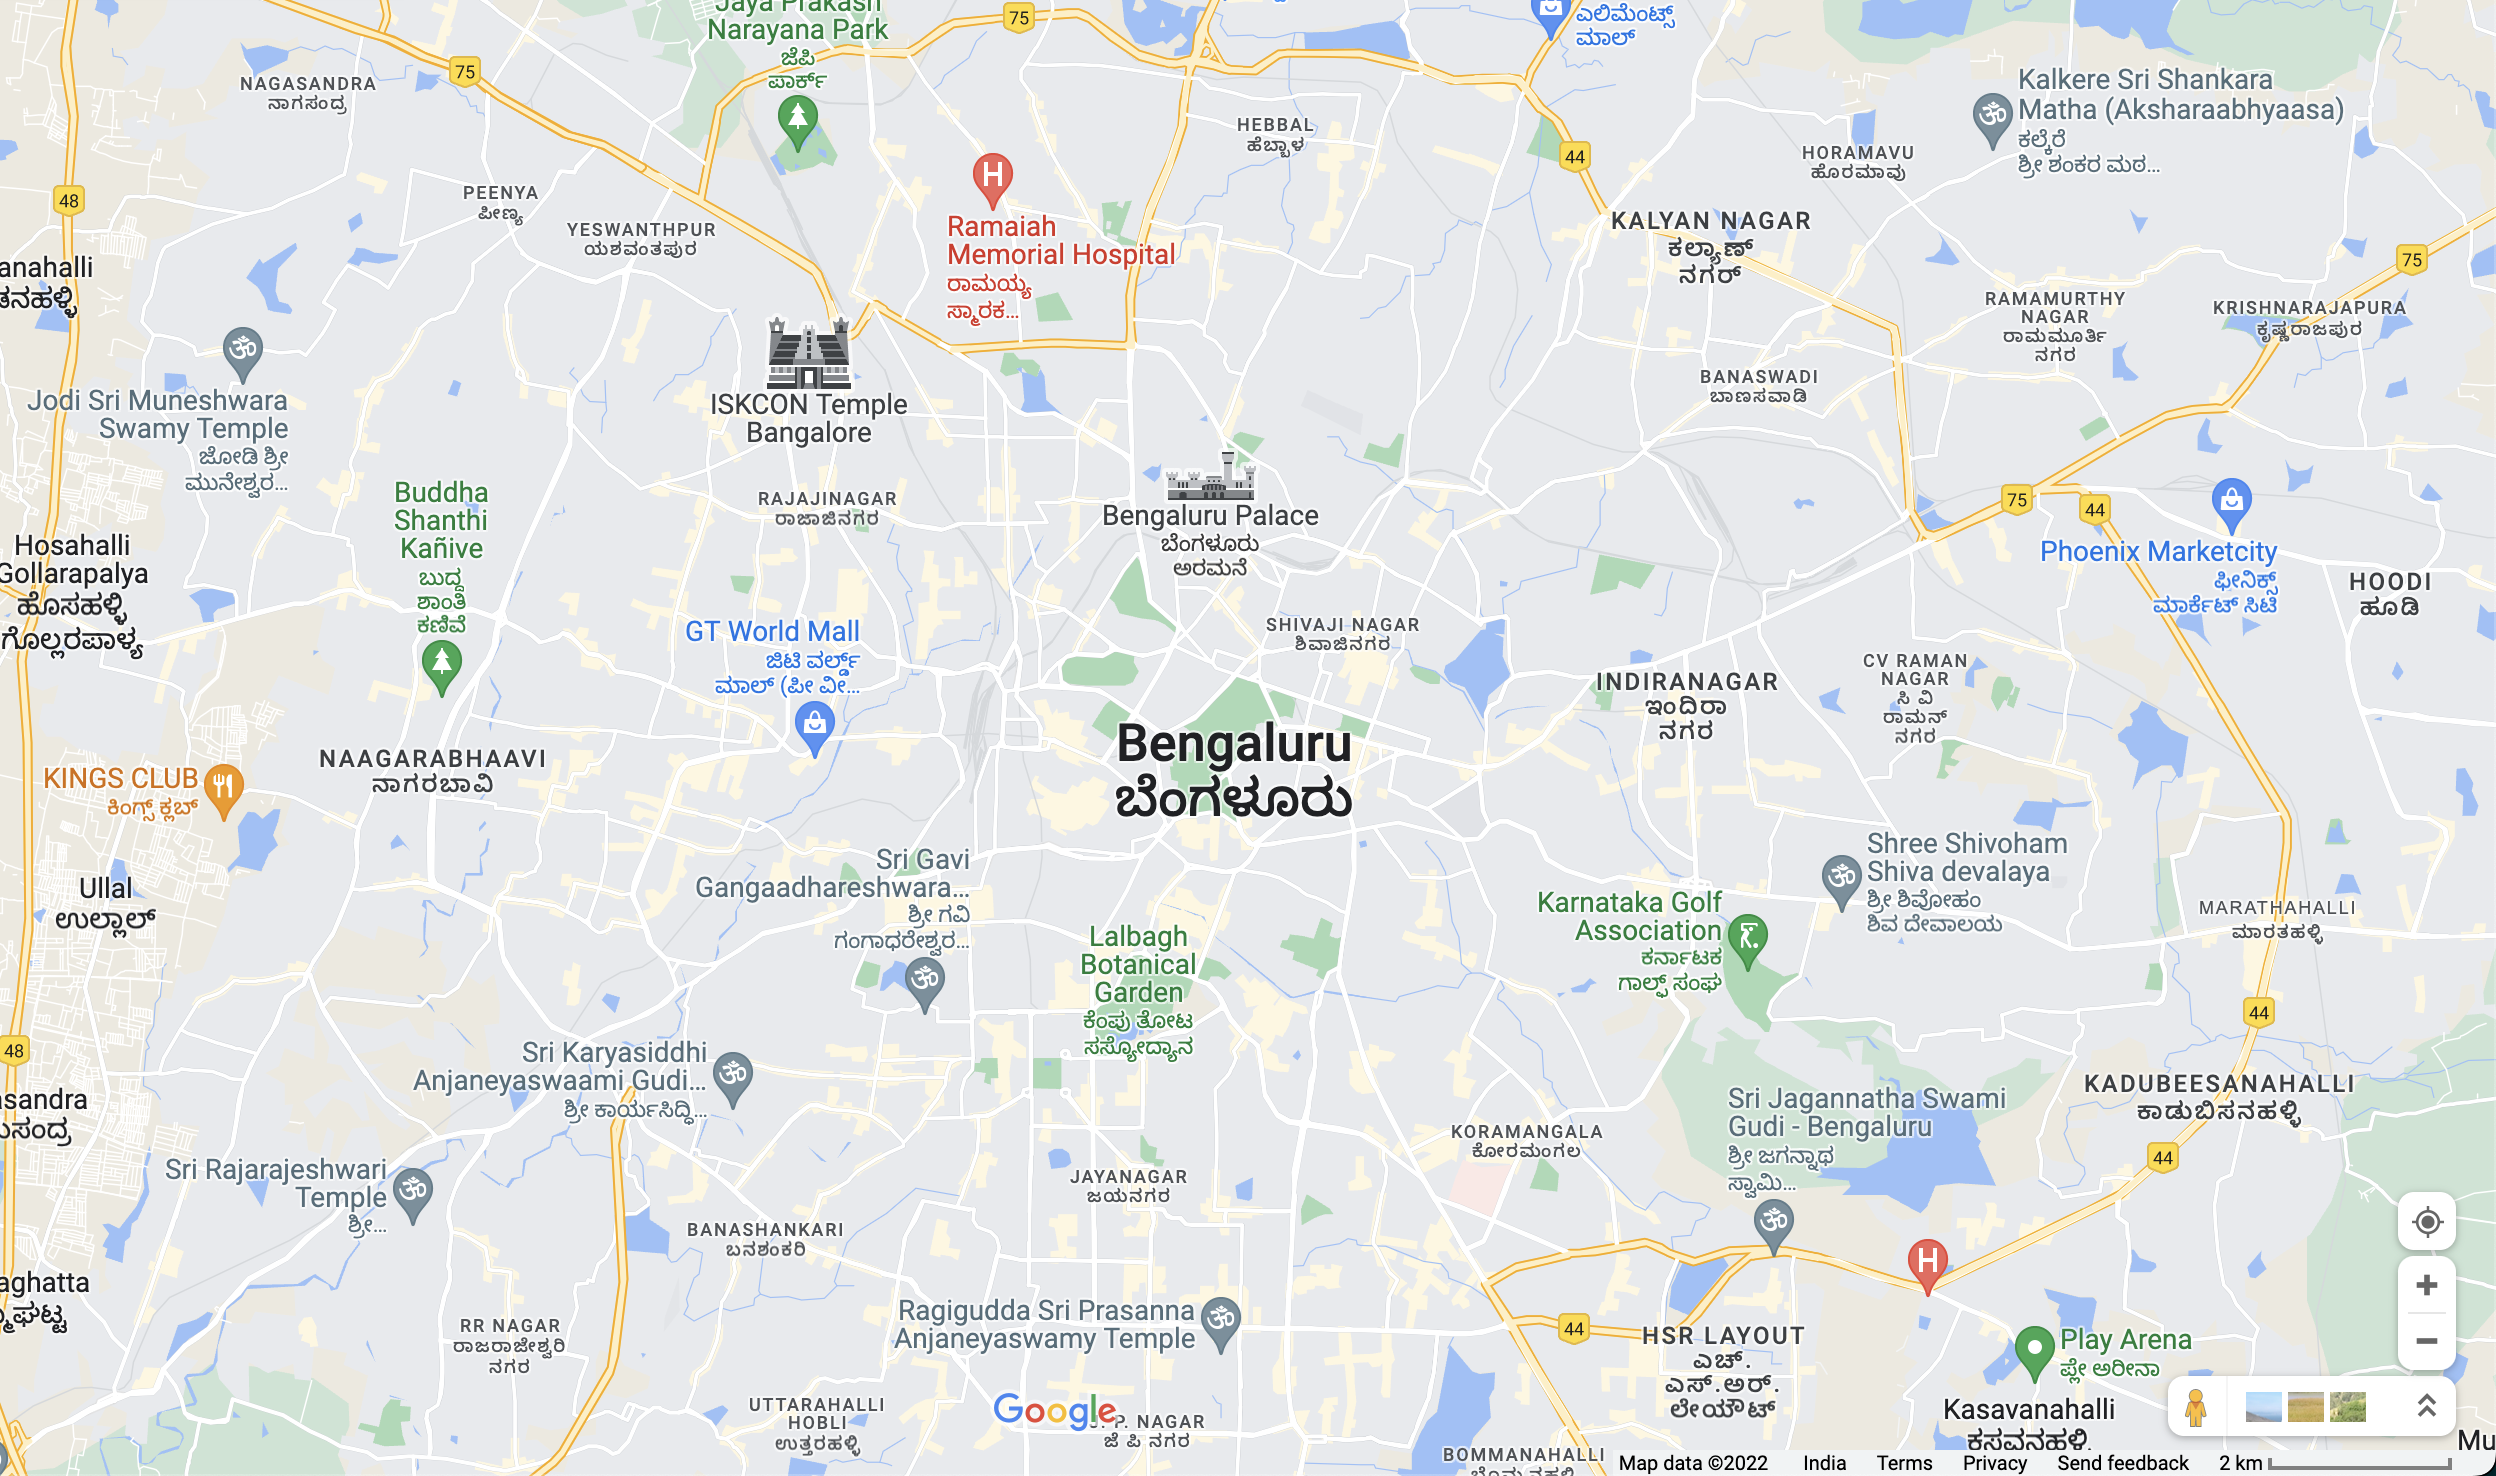 Jaya Prakash
Narayana Park
ಜೆಪಿ
ಪಾರ್ಕ್
75
ಎಲಿಮೆಂಟ್ಸ್
ಮಾಲ್
75
NAGASANDRA
ನಾಗಸಂದ್ರ
Kalkere Sri Shankara
Matha (Aksharaabhyaasa)
ಕಲ್ಕೆರೆ
ಶ್ರೀ ಶಂಕರ ಮಠ...
HEBBAL
ಹೆಬ್ಬಾಳ
44
HORAMAVU
ಹೊರಮಾವು
48
PEENYA
ಪೀಣ್ಯ
YESWANTHPUR
ಯಶವಂತಪುರ
H
Ramaiah
Memorial Hospital
ರಾಮಯ್ಯ
ಸ್ಮಾರಕ...
KALYAN NAGAR
ಕಲ್ಯಾಣ್
ನಗರ್
75
anahalli
ತನಹಳ್ಳಿ
RAMAMURTHY
NAGAR
ರಾಮಮೂರ್ತಿ
ನಗರ
KRISHNARAJAPURA
ಕೃಷ್ಣರಾಜಪುರ
ॐ
Jodi Sri Muneshwara
Swamy Temple
ಜೋಡಿ ಶ್ರೀ
ಮುನೇಶ್ವರ...
ISKCON Temple
Bangalore
BANASWADI
ಬಾಣಸವಾಡಿ
Buddha
Shanthi
Kañive
ಬುದ್ಧ
ಶಾಂತಿ
ಕಣಿವೆ
RAJAJINAGAR
ರಾಜಾಜಿನಗರ
Bengaluru Palace
ಬೆಂಗಳೂರು
ಅರಮನೆ
75
44
Phoenix Marketcity
ಫೀನಿಕ್ಸ್
ಮಾರ್ಕೆಟ್ ಸಿಟಿ
HOODI
ಹೂಡಿ
Hosahalli
Gollarapalya
ಹೊಸಹಳ್ಳಿ
ಗೊಲ್ಲರಪಾಳ್ಯ
GT World Mall
ಜಿಟಿ ವರ್ಲ್ಡ್
ಮಾಲ್ (ಪೀ ವೀ...
SHIVAJI NAGAR
ಶಿವಾಜಿನಗರ
INDIRANAGAR
ಇಂದಿರಾ
ನಗರ
CV RAMAN
NAGAR
ಸಿ ವಿ
ರಾಮನ್
ನಗರ
Bengaluru
ಬೆಂಗಳೂರು
NAAGARABHAAVI
ನಾಗರಬಾವಿ
KINGS CLUB
ಕಿಂಗ್ಸ್ ಕ್ಲಬ್
Ullal
ಉಲ್ಲಾಲ್
Sri Gavi
Gangaadhareshwara...
ಶ್ರೀ ಗವಿ
ಗಂಗಾಧರೇಶ್ವರ...
Shree Shivoham
Shiva devalaya
ಶ್ರೀ ಶಿವೋಹಂ
ಶಿವ ದೇವಾಲಯ
Karnataka Golf
Association
ಕರ್ನಾಟಕ
ಗಾಲ್ಫ್ ಸಂಘ
MARATHAHALLI
ಮಾರತಹಳ್ಳಿ
Lalbagh
Botanical
Garden
ಕೆಂಪು ತೋಟ
ಸಸ್ಯೋದ್ಯಾನ
44
48
Sri Karyasiddhi
Anjaneyaswaami Gudi...
ಶ್ರೀ ಕಾರ್ಯಸಿದ್ಧಿ...
asandra
ಸಂದ್ರ
KADUBEESANAHALLI
ಕಾಡುಬಿಸನಹಳ್ಳಿ
Sri Jagannatha Swami
Gudi - Bengaluru
ಶ್ರೀ ಜಗನ್ನಾಥ
ಸ್ವಾಮಿ...
KORAMANGALA
ಕೋರಮಂಗಲ
44
Sri Rajarajeshwari
Temple
ಶ್ರೀ...
JAYANAGAR
ಜಯನಗರ
BANASHANKARI
ಬನಶಂಕರಿ
H
aghatta
ಘಟ್ಟ
RR NAGAR
ರಾಜರಾಜೇಶ್ವರಿ
ನಗರ
Ragigudda Sri Prasanna
Anjaneyaswamy Temple
44
HSR LAYOUT
ಎಚ್.
ಎಸ್.ಆರ್.
ಲೇಯೌಟ್
Play Arena
ಪ್ಲೇ ಅರೀನಾ
UTTARAHALLI
HOBLI
ಉತ್ತರಹಳ್ಳಿ
Google
J. P. NAGAR
ಜೆ ಪಿ ನಗರ
Kasavanahalli
ಕಸವನಹಳ್ಳಿ
BOMMANAHALLI
Mu
Map data ©2022 India Terms Privacy Send feedback 2 km